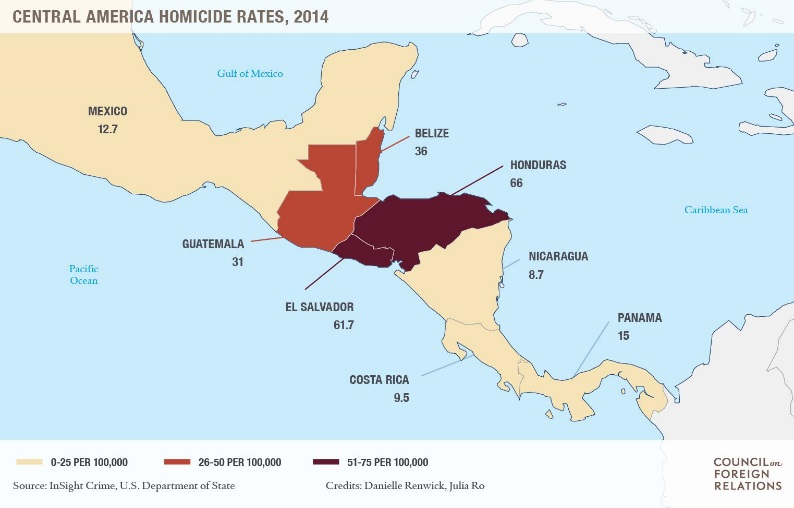 CENTRAL AMERICA HOMICIDE RATES, 2014
Gulf of Mexico
MEXICO
12.7
BELIZE
36
HONDURAS
66
Caribbean Sea
GUATEMALA
31
Pacific
Ocean
NICARAGUA
8.7
EL SALVADOR
61.7
PANAMA
15
COSTA RICA
9.5
0-25 PER 100,000
26-50 PER 100,000
51-75 PER 100,000
Source: InSight Crime, U.S. Department of State
Credits: Danielle Renwick, Julia Ro
COUNCIL on
FOREIGN
RELATIONS